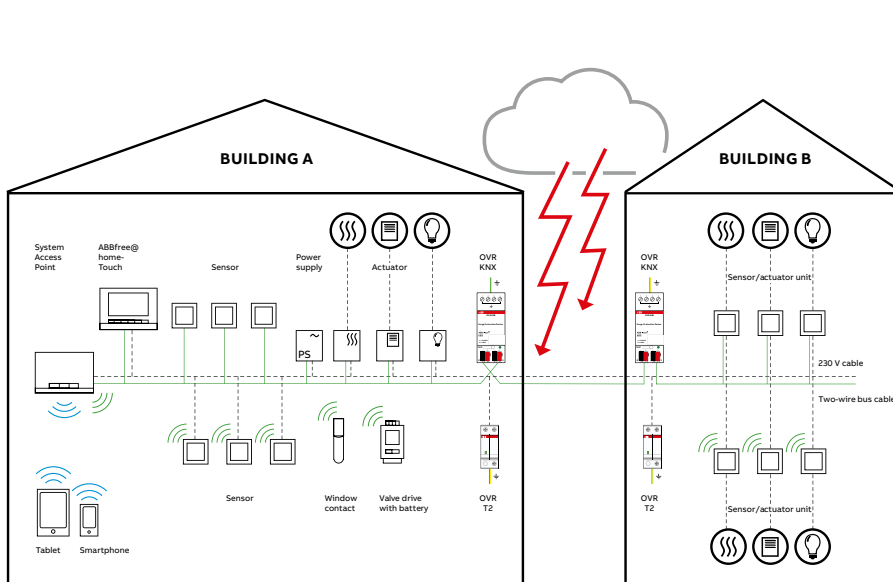 BUILDING A
BUILDING B
System
Access
Point
ABBfree@
home-
Touch
Sensor
Power
supply
Actuator
OVR
KNX
OVR
KNX
Sensor/actuator unit
PS
230 V cable
Two-wire bus cable
Sensor
Window
contact
Valve drive
with battery
OVR
T2
OVR
T2
Sensor/actuator unit
Tablet
Smartphone